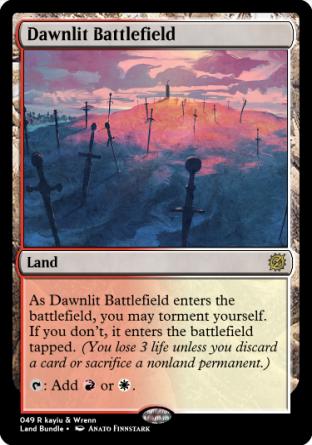 Dawnlit Battlefield
Land
As Dawnlit Battlefield enters the
battlefield, you may torment yourself.
If you don't, it enters the battlefield
tapped. (You lose 3 life unless you discard
a card or sacrifice a nonland permanent.)
: Add or .
049 R kayiu & Wrenn
Land Bundle • Anato Finnstark